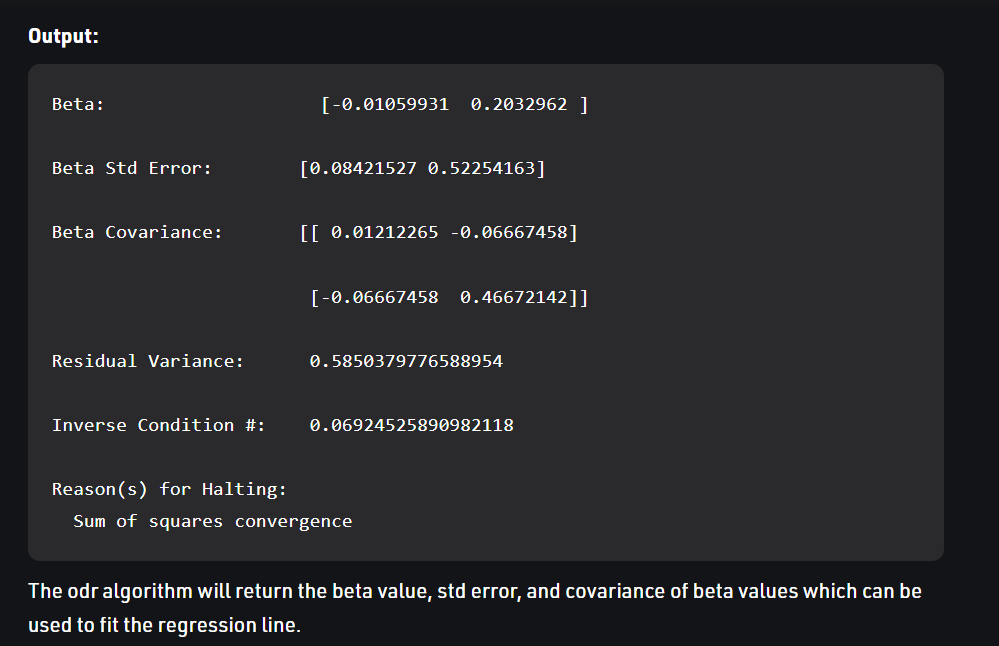 Output:
Beta: [-0.01059931  0.2032962 ]
Beta Std Error: [0.08421527 0.52254163]
Beta Covariance: [[ 0.01212265 -0.06667458]
[-0.06667458  0.46672142]]
Residual Variance: 0.5850379776588954
Inverse Condition #: 0.06924525890982118
Reason(s) for Halting:
Sum of squares convergence
The odr algorithm will return the beta value, std error, and covariance of beta values which can be
used to fit the regression line.